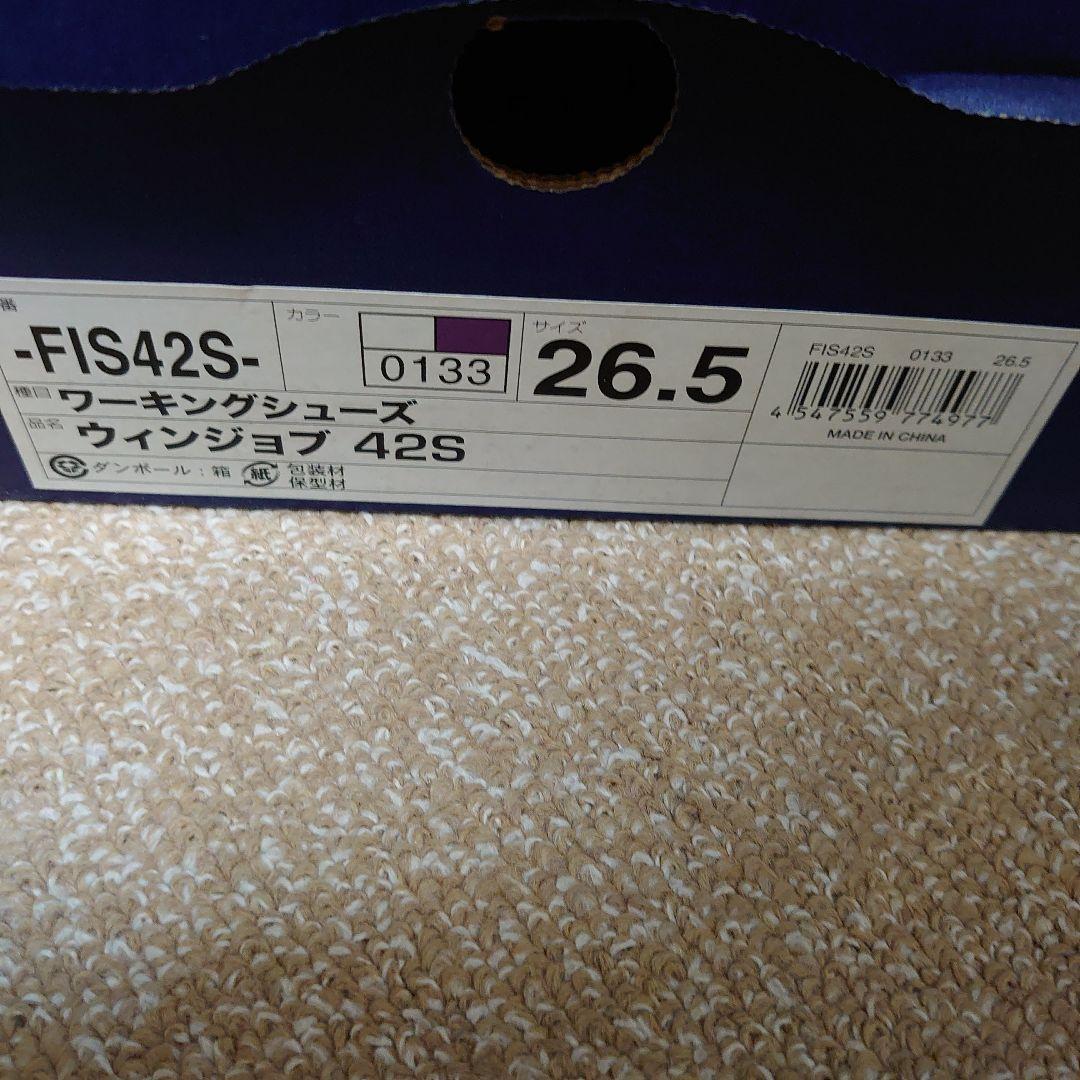 番
-FIS42S-
カラー
0133
サイズ
26.5
種目 ワーキングシューズ
品名 ウィンジョブ 42S
ダンボール：箱 紙 包装材
保型材
FIS42S 0133 26.5
4 547559 774977
MADE IN CHINA